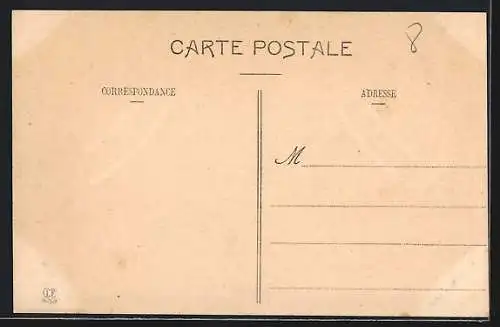 CARTE POSTALE
8
CORRESPONDANCE
ADRESSE
M